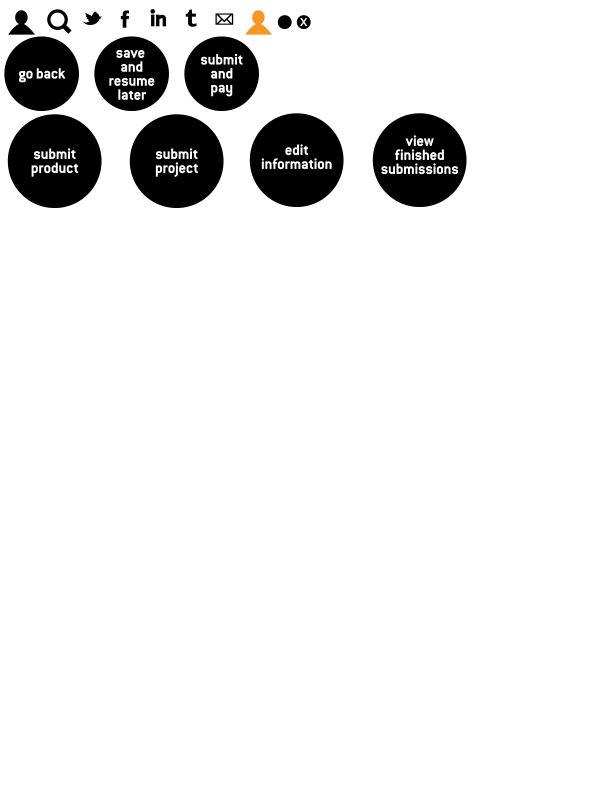 f in t x
go back
save
and
resume
later
submit
and
pay
submit
product
submit
project
edit
information
view
finished
submissions